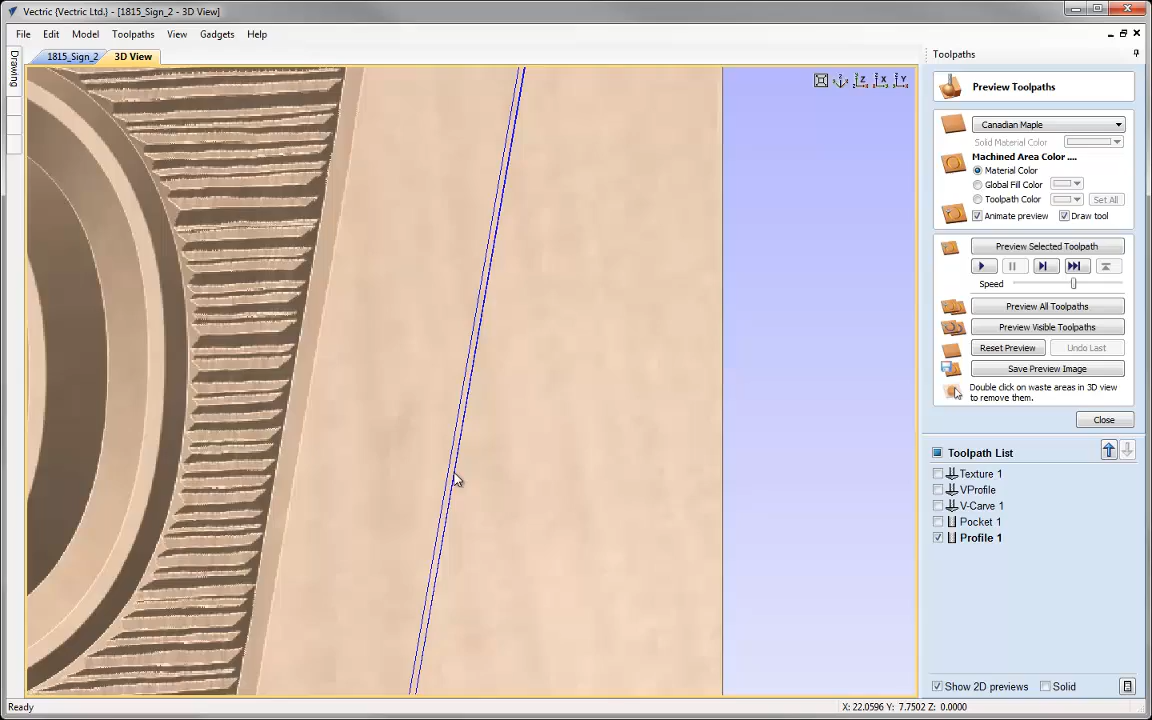 Vectric {Vectric Ltd.} - [1815_Sign_2 - 3D View]
File Edit Model Toolpaths View Gadgets Help
1815_Sign_2 3D View
Drawing
Z X Y
Toolpaths
Preview Toolpaths
Canadian Maple
Solid Material Color
Machined Area Color ....
Material Color
Global Fill Color
Toolpath Color Set All
Animate preview Draw tool
Preview Selected Toolpath
Speed
Preview All Toolpaths
Preview Visible Toolpaths
Reset Preview Undo Last
Save Preview Image
Double click on waste areas in 3D view
to remove them.
Close
Toolpath List
Texture 1
VProfile
V-Carve 1
Pocket 1
Profile 1
Show 2D previews Solid
Ready X: 22.0596 Y: 7.7502 Z: 0.0000